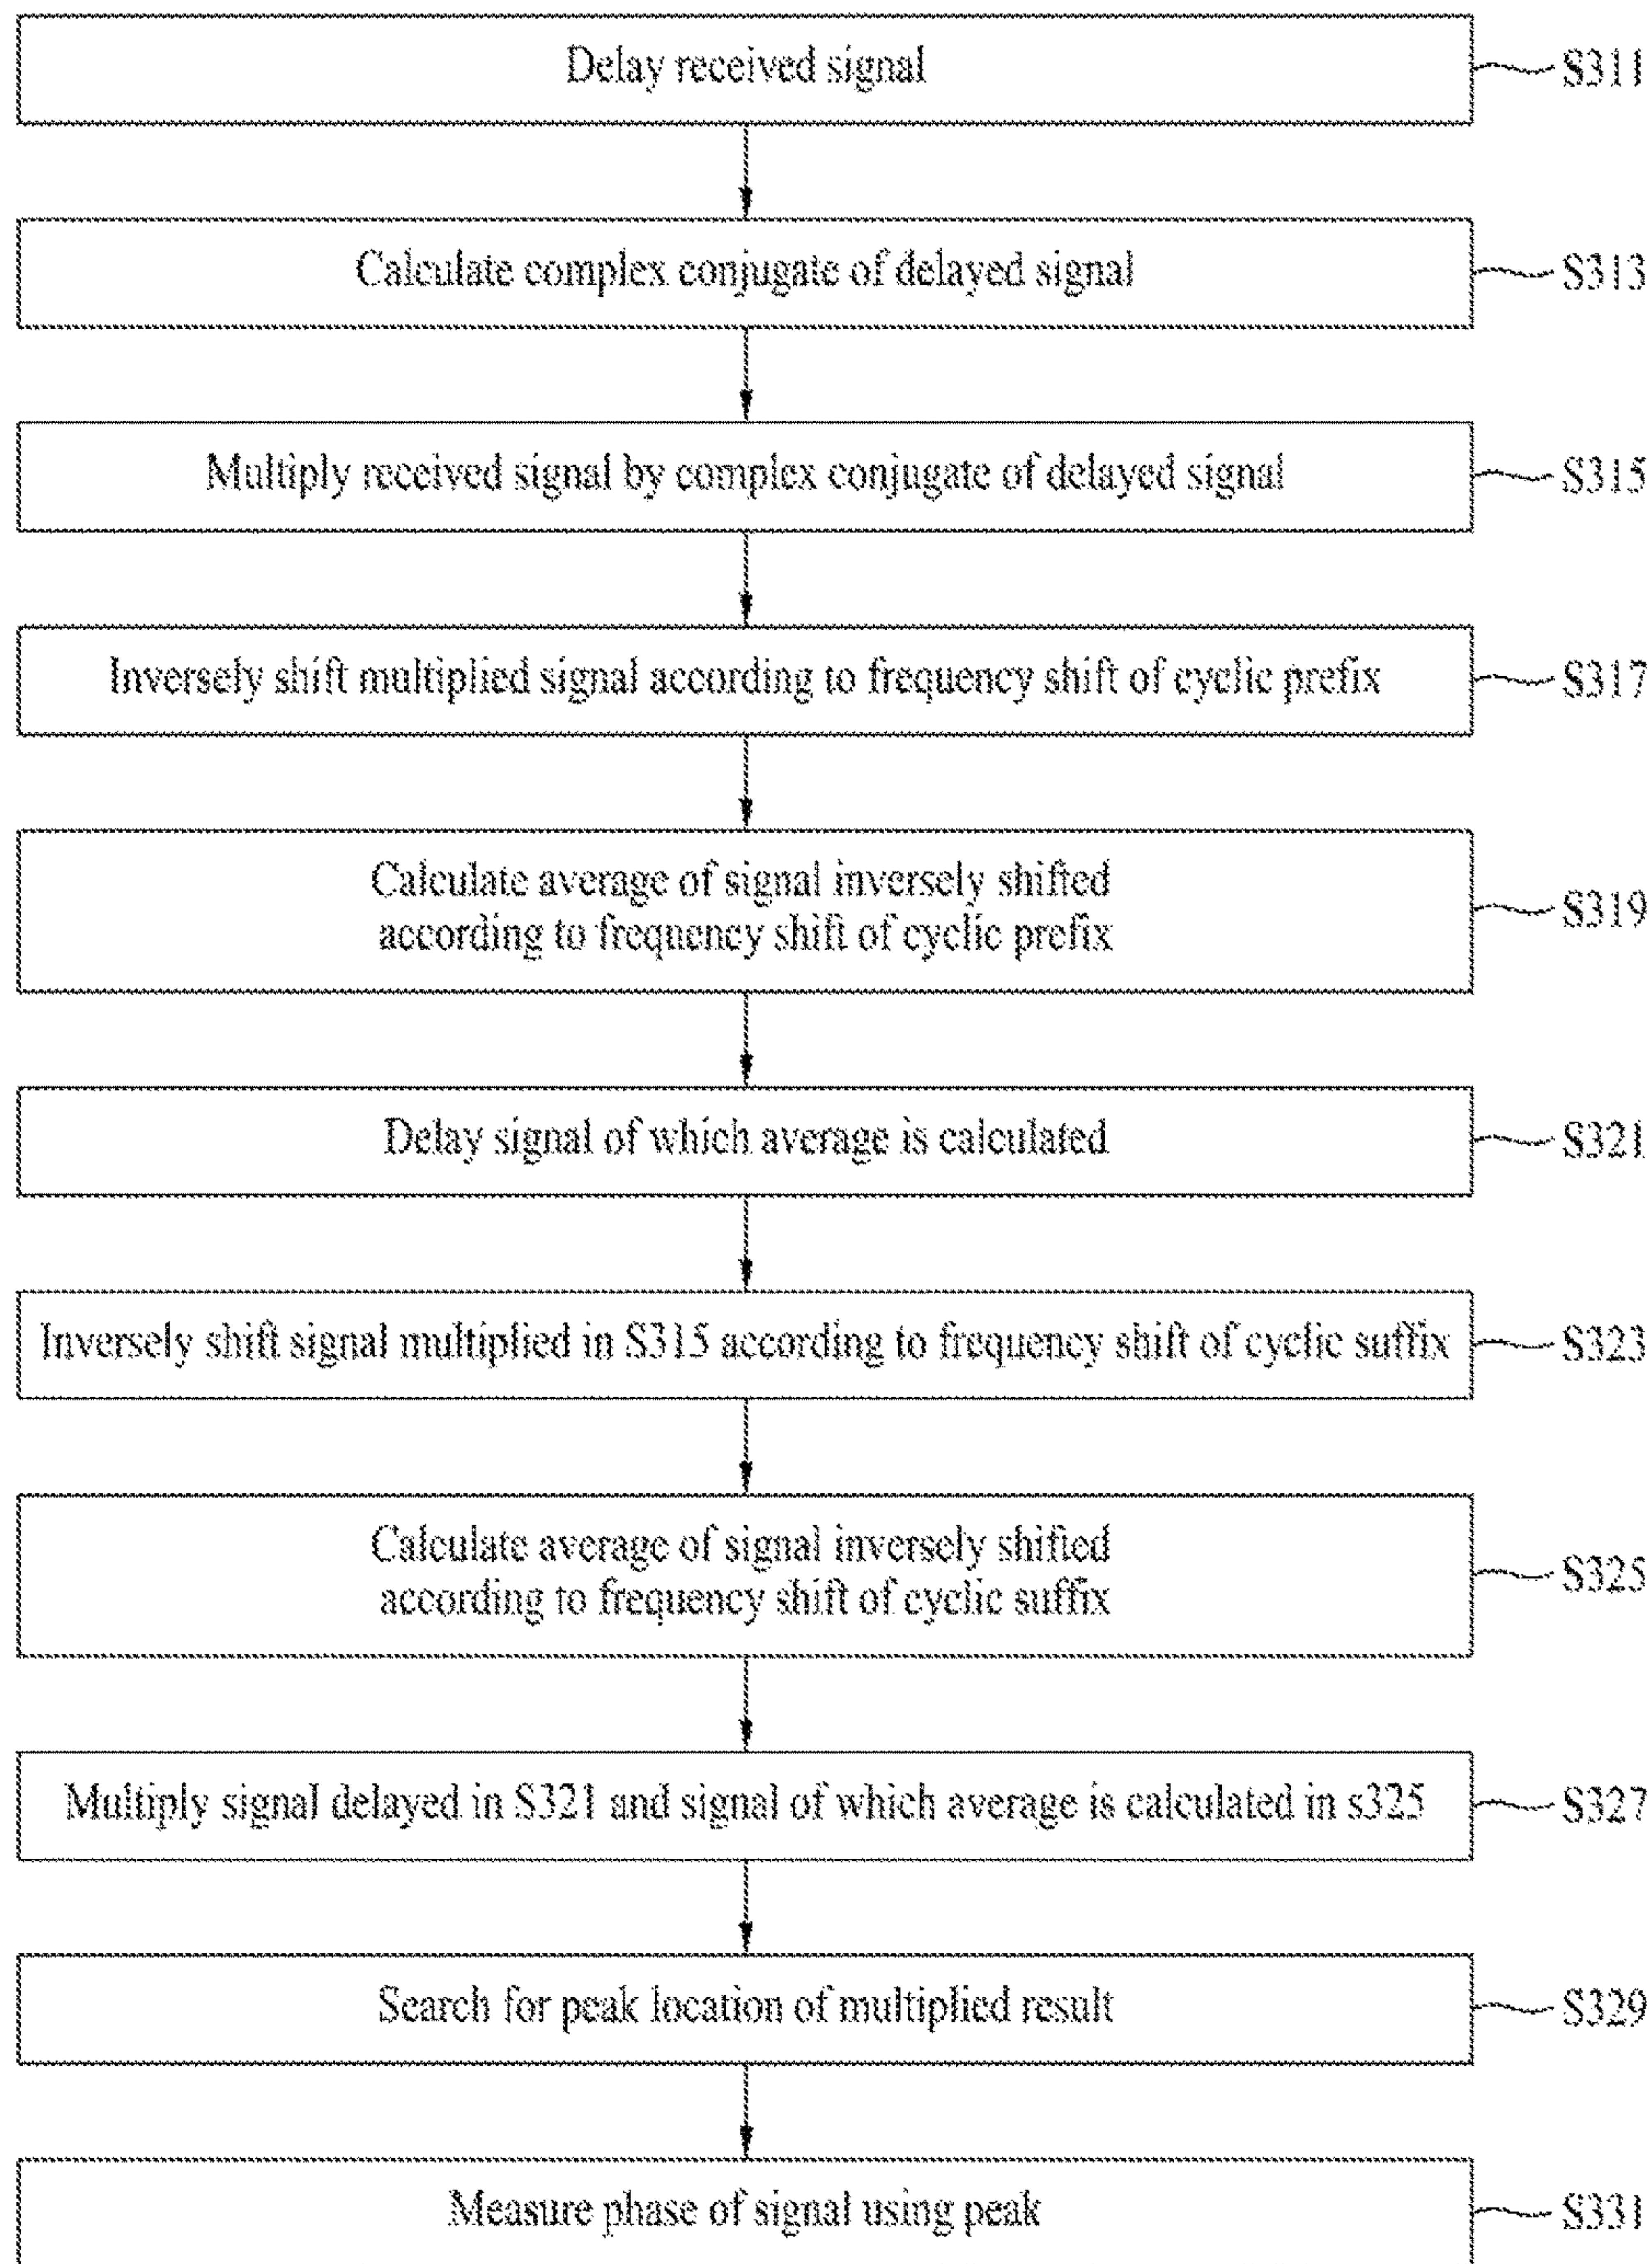 Delay received signal
S311
Calculate complex conjugate of delayed signal
S313
Multiply received signal by complex conjugate of delayed signal
S315
Inversely shift multiplied signal according to frequency shift of cyclic prefix
S317
Calculate average of signal inversely shifted
according to frequency shift of cyclic prefix
S319
Delay signal of which average is calculated
S321
Inversely shift signal multiplied in S315 according to frequency shift of cyclic suffix
S323
Calculate average of signal inversely shifted
according to frequency shift of cyclic suffix
S325
Multiply signal delayed in S321 and signal of which average is calculated in s325
S327
Search for peak location of multiplied result
S329
Measure phase of signal using peak
S331